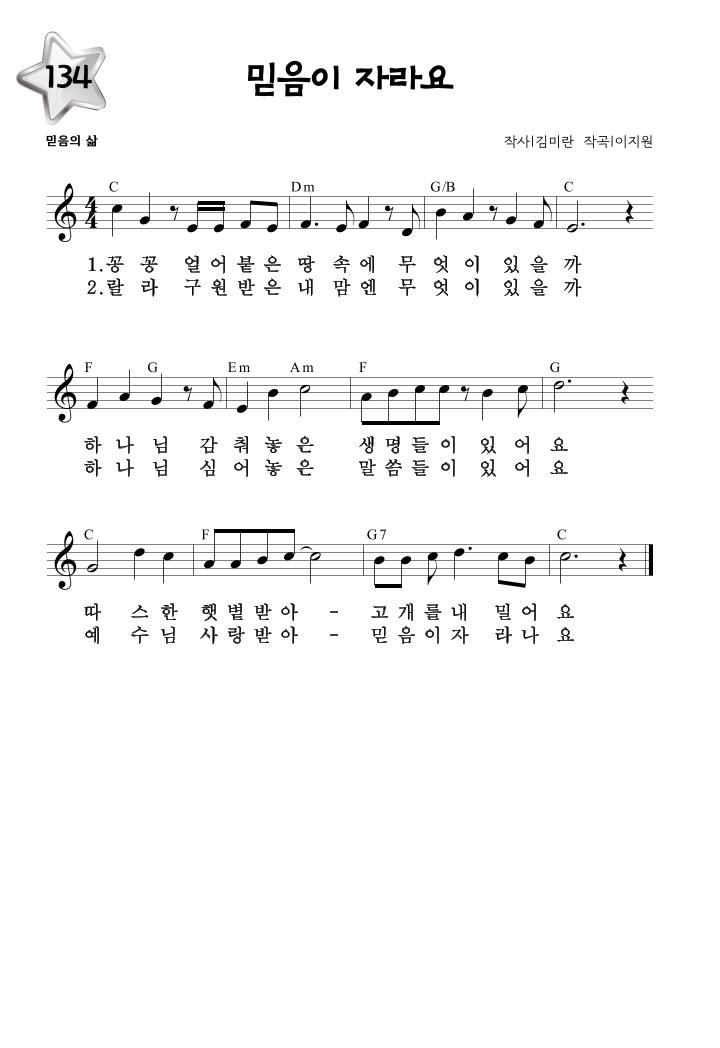 134
믿음이 자라요
믿음의 삶
작사|김미란 작곡|이지원
C Dm G/B C
1.꽁 꽁 얼어붙은 땅 속에 무 엇 이 있 을 까
2.랄 라 구원받은 내 맘엔 무 엇이 있 을 까
F G Em Am F G
하 나 님 감 춰 놓 은 생 명 들 이 있 어 요
하 나 님 심 어 놓 은 말 씀 들 이 있 어 요
C F G7 C
따 스 한 햇 볕 받 아 - 고 개 를 내 밀 어 요
예 수 님 사 랑 받 아 - 믿 음 이 자 라 나 요